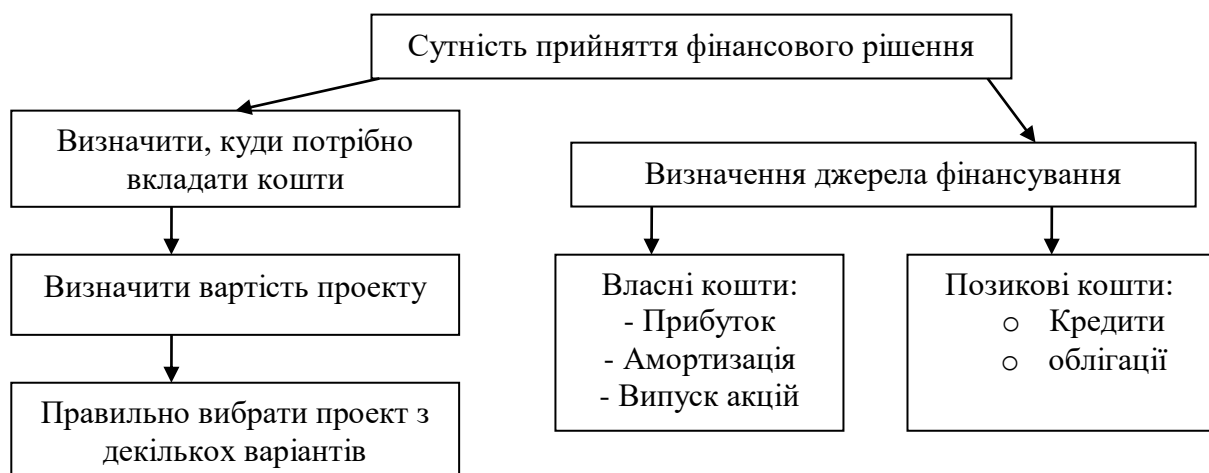 Сутність прийняття фінансового рішення
Визначити, куди потрібно
вкладати кошти
Визначення джерела фінансування
Визначити вартість проекту
Власні кошти:
- Прибуток
- Амортизація
- Випуск акцій
Позикові кошти:
o Кредити
o облігації
Правильно вибрати проект з
декількох варіантів